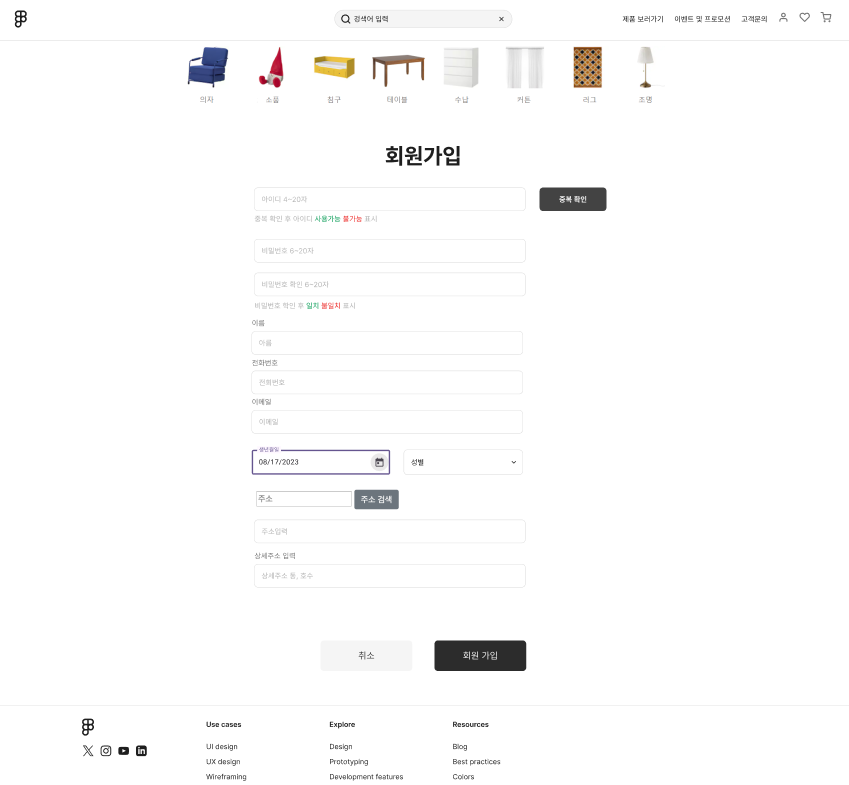 검색어 입력
제품 보러가기 이벤트 및 프로모션 고객문의
의자 소음 침구 테이블 수납 커튼 러그 조명
회원가입
아이디 4~20자
중복 확인
중복 확인 후 아이디 사용가능 불가능 표시
비밀번호 6~20자
비밀번호 확인 6~20자
비밀번호 확인 후 일치 불일치 표시
이름
이름
전화번호
전화번호
이메일
이메일
생년월일
08/17/2023
성별
주소 주소 검색
주소입력
상세주소 입력
상세주소 동, 호수
취소 회원 가입
Use cases Explore Resources
UI design Design Blog
UX design Prototyping Best practices
Wireframing Development features Colors